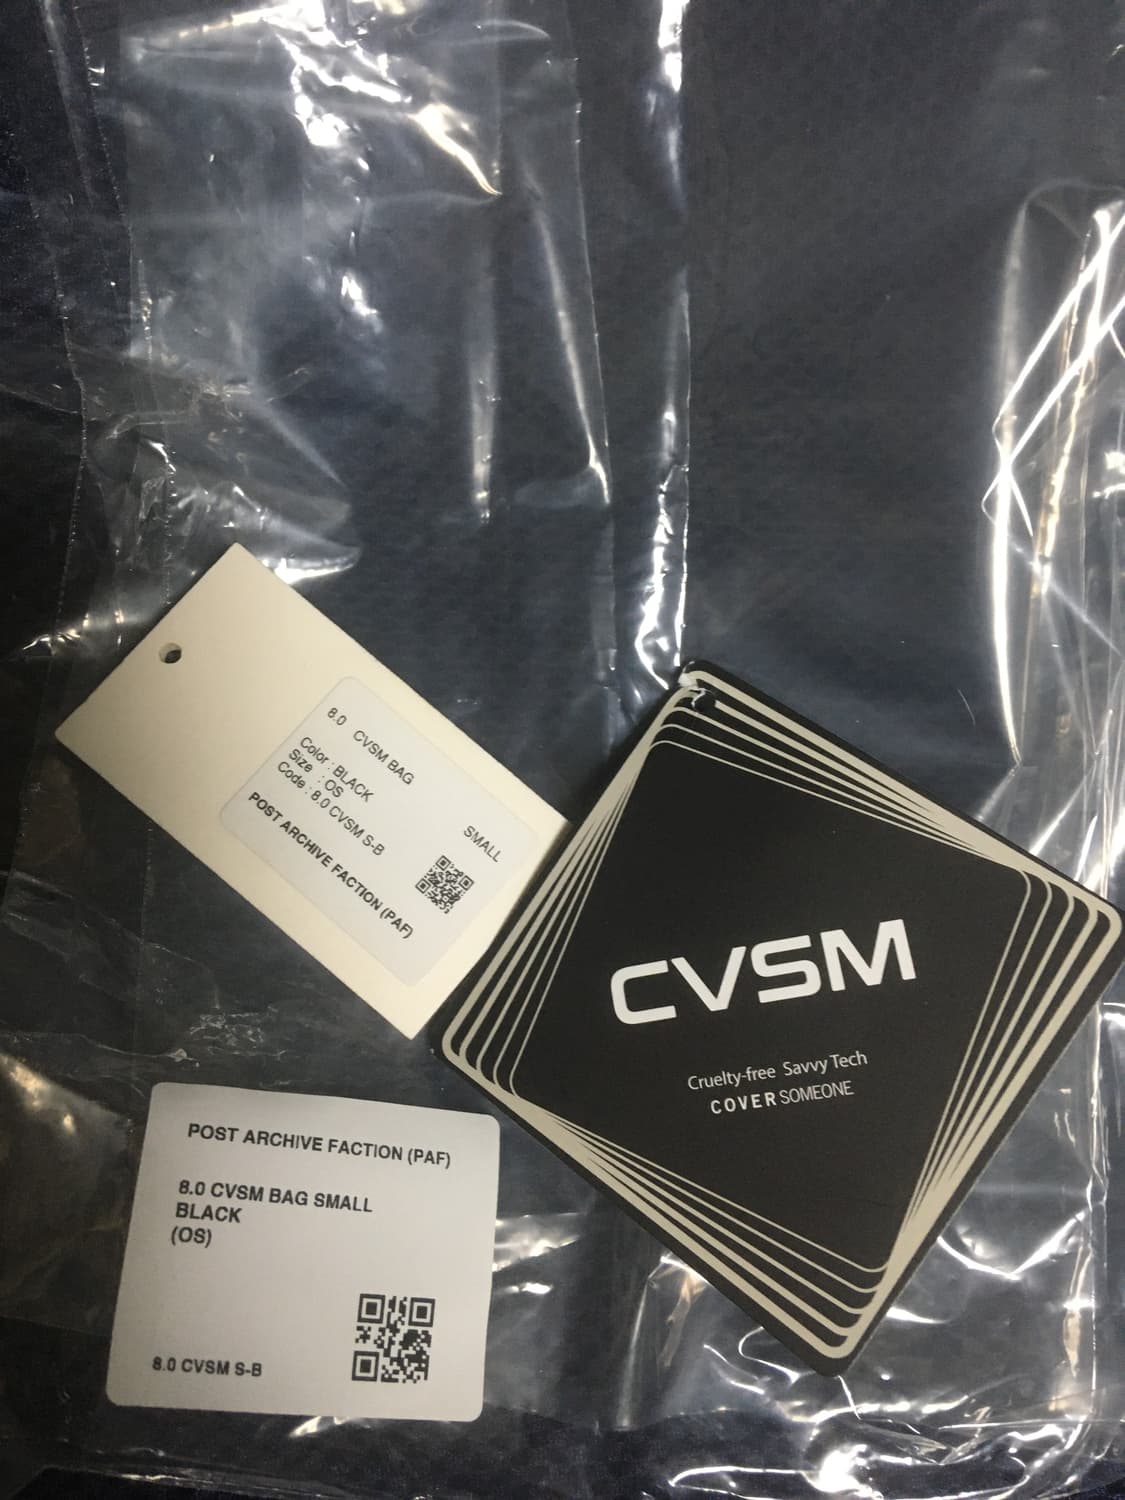 8.0 CVSM BAG
SMALL
Color : BLACK
Size : OS
Code : 8.0 CVSM S-B
POST ARCHIVE FACTION (PAF)
CVSM
Cruelty-free Savvy Tech
COVER SOMEONE
POST ARCHIVE FACTION (PAF)
8.0 CVSM BAG SMALL
BLACK
(OS)
8.0 CVSM S-B